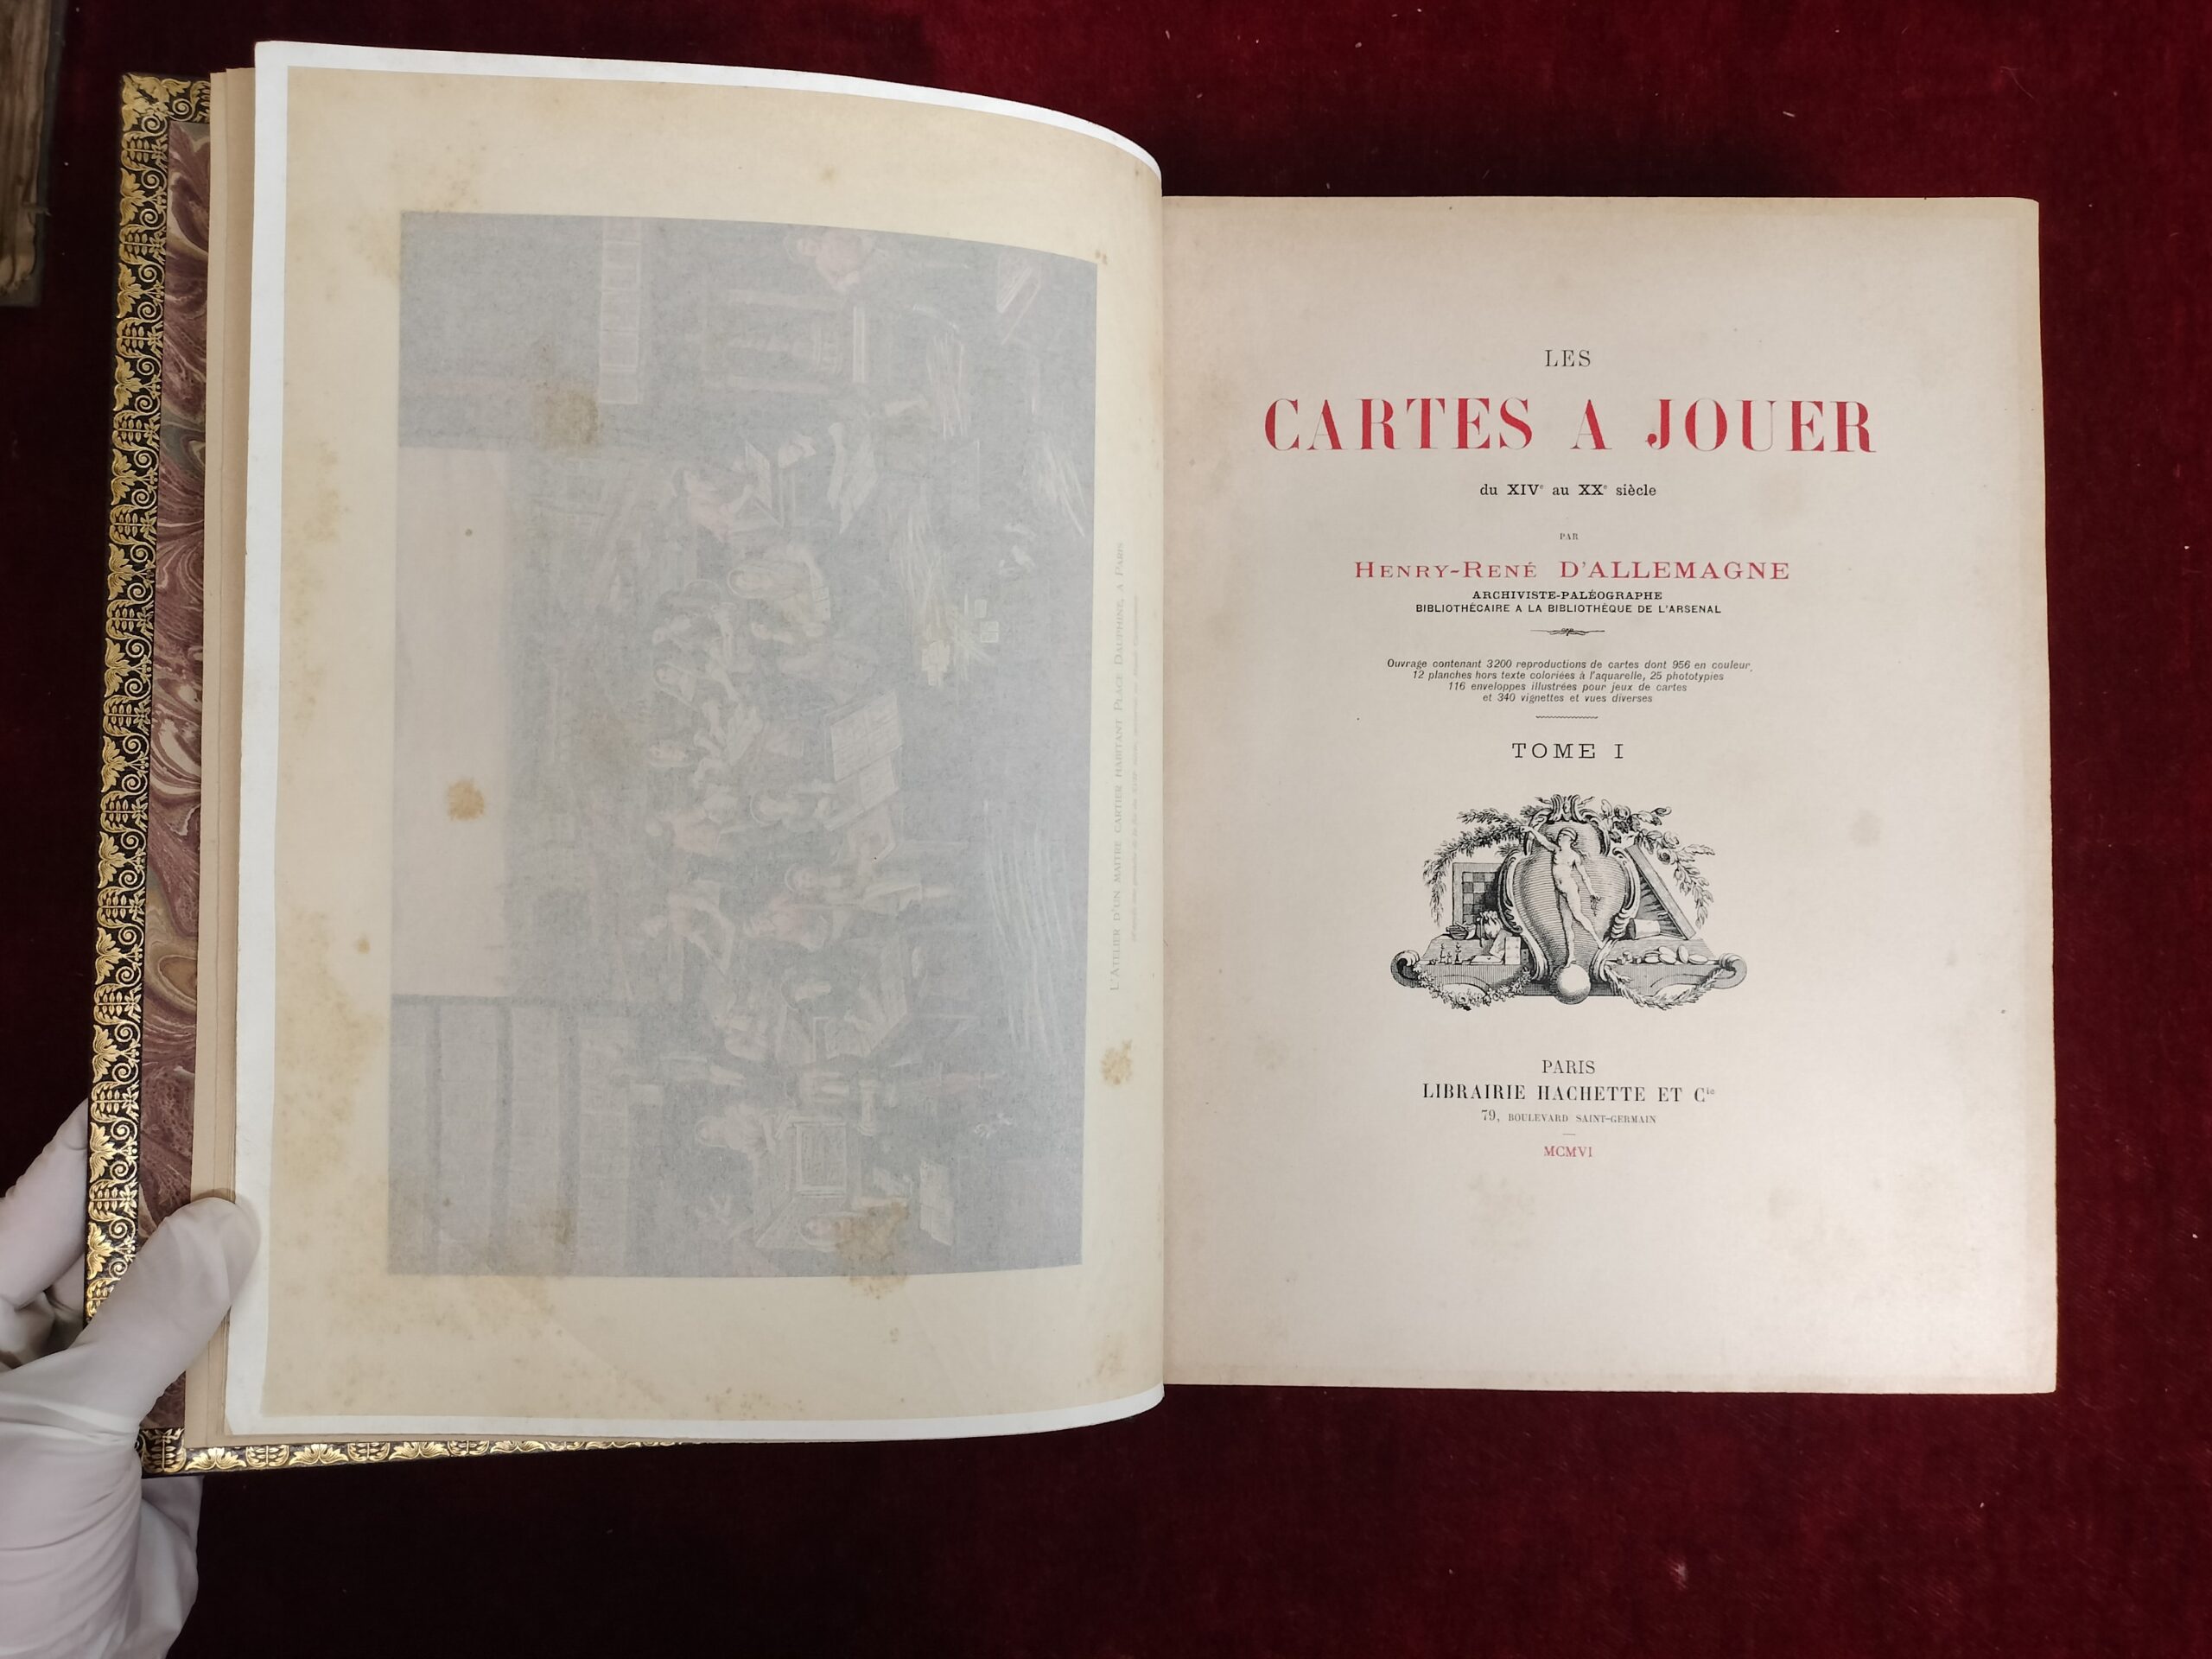 L'ATELIER D'UN MAITRE CARTIER HABITANT PLACE DAUPHINE, A PARIS
LES
CARTES A JOUER
du XIVe au XXe siècle
PAR
HENRY-RENÉ D'ALLEMAGNE
ARCHIVISTE-PALÉOGRAPHE
BIBLIOTHÉCAIRE A LA BIBLIOTHÈQUE DE L'ARSENAL
Ouvrage contenant 3200 reproductions de cartes dont 956 en couleur,
12 planches hors texte coloriées à l'aquarelle, 25 phototypies
116 enveloppes illustrées pour jeux de cartes
et 340 vignettes et vues diverses
TOME I
PARIS
LIBRAIRIE HACHETTE ET Cie
79, BOULEVARD SAINT-GERMAIN
MCMVI